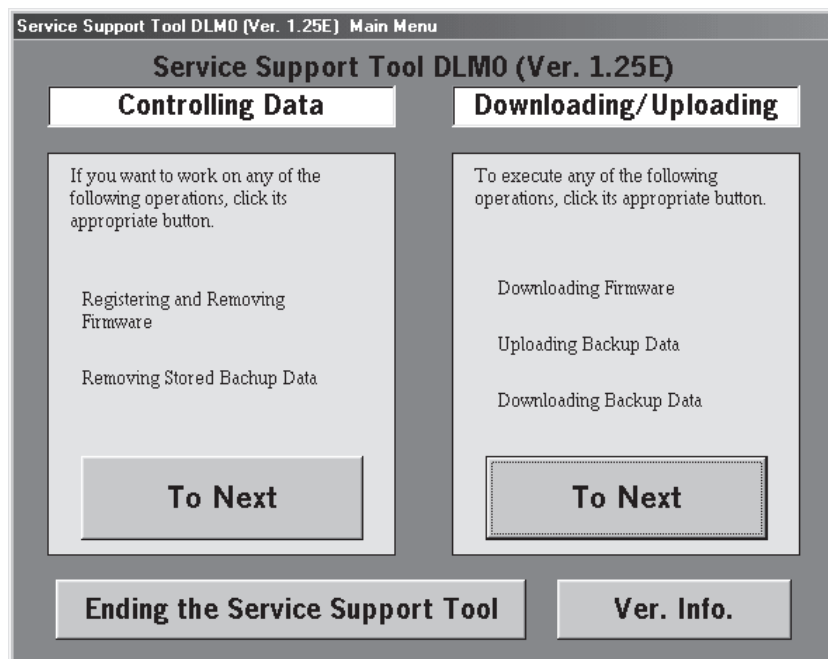 Service Support Tool DLM0 (Ver. 1.25E) Main Menu
Service Support Tool DLM0 (Ver. 1.25E)
Controlling Data
If you want to work on any of the
following operations, click its
appropriate button.
Registering and Removing
Firmware
Removing Stored Bachup Data
To Next
Downloading/Uploading
To execute any of the following
operations, click its appropriate button.
Downloading Firmware
Uploading Backup Data
Downloading Backup Data
To Next
Ending the Service Support Tool
Ver. Info.